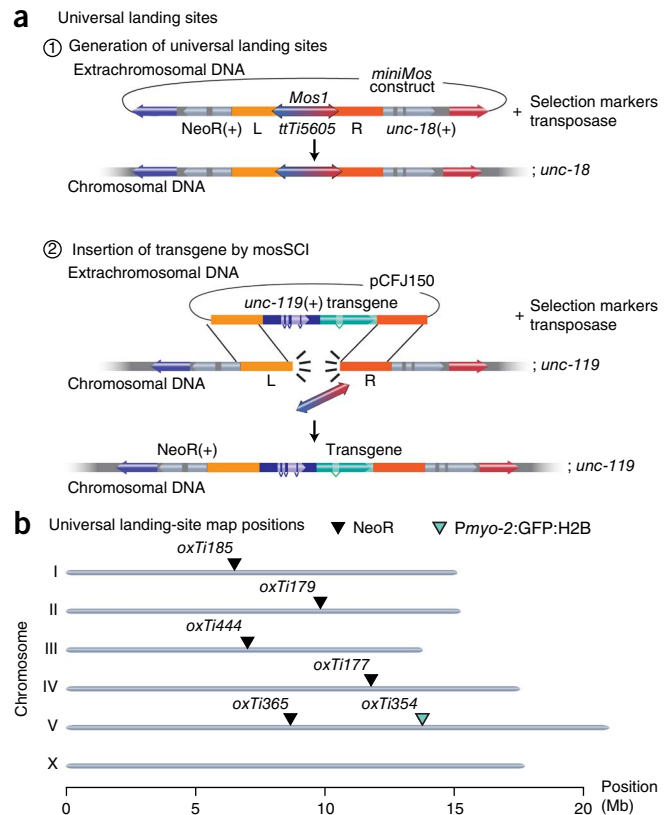 a Universal landing sites
① Generation of universal landing sites
Extrachromosomal DNA
miniMos
construct
Mos1
+ Selection markers
transposase
NeoR(+) L ttTi5605 R unc-18(+)
; unc-18
Chromosomal DNA
② Insertion of transgene by mosSCI
Extrachromosomal DNA
pCFJ150
unc-119(+) transgene
+ Selection markers
transposase
; unc-119
Chromosomal DNA L R
NeoR(+) Transgene
; unc-119
Chromosomal DNA
b Universal landing-site map positions NeoR Pmyo-2:GFP:H2B
oxTi185
I
oxTi179
II
oxTi444
III
oxTi177
IV
oxTi365 oxTi354
V
X
Chromosome
0 5 10 15 20
Position
(Mb)